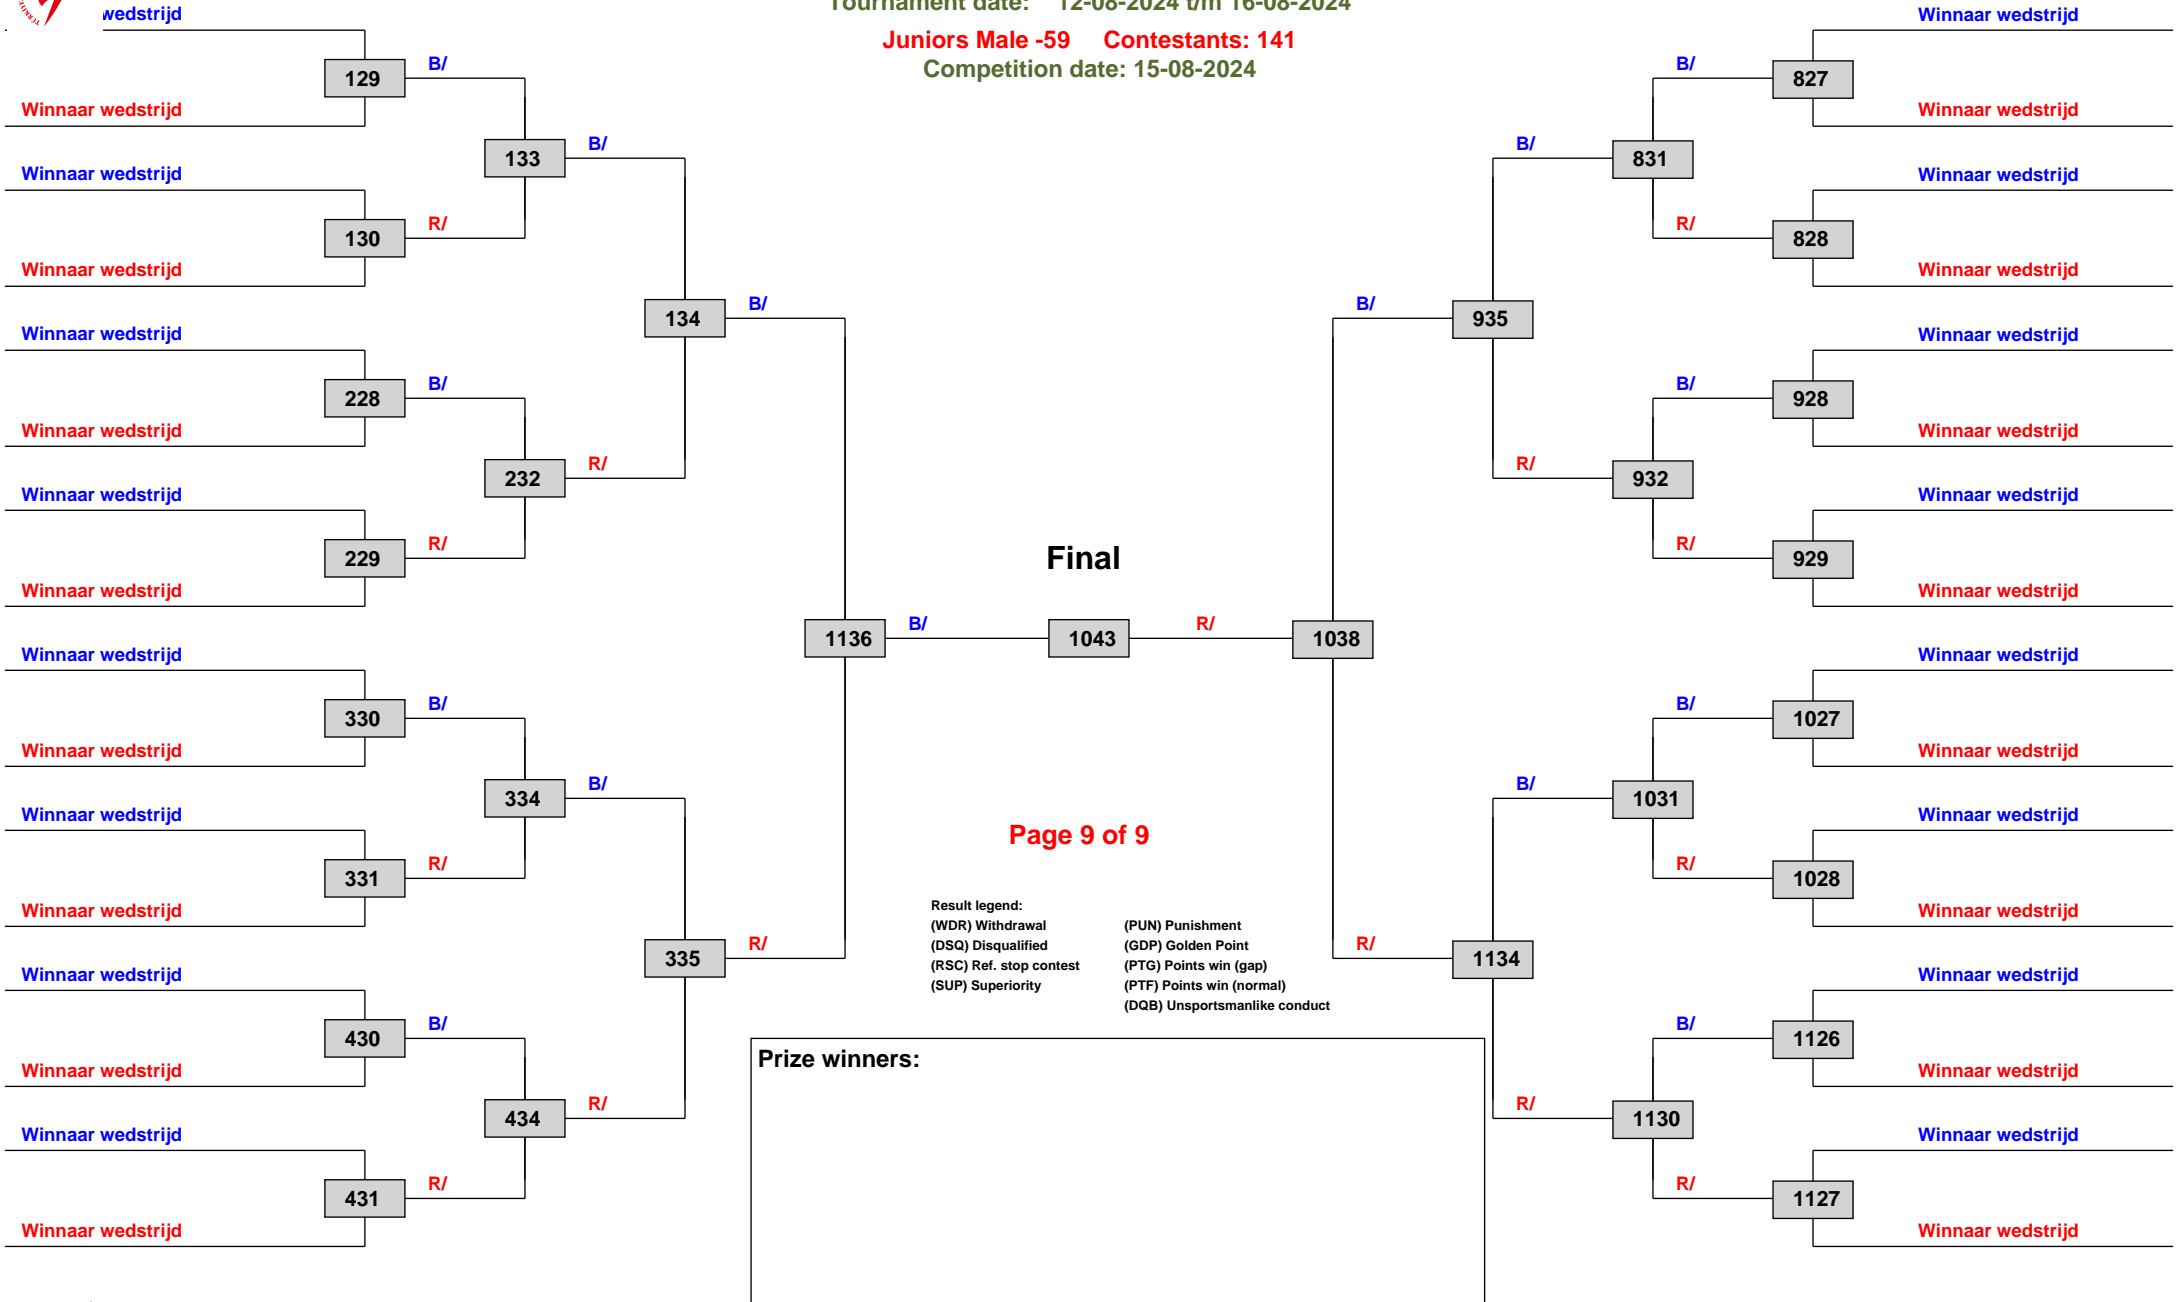 Tournament date: 12-08-2024 t/m 16-08-2024
Juniors Male -59 Contestants: 141
Competition date: 15-08-2024
wedstrijd
129
Winnaar wedstrijd
B/
133
B/
Winnaar wedstrijd
130
Winnaar wedstrijd
R/
134
B/
Winnaar wedstrijd
228
Winnaar wedstrijd
B/
232
R/
Winnaar wedstrijd
229
Winnaar wedstrijd
R/
1136
B/
Winnaar wedstrijd
330
Winnaar wedstrijd
B/
334
B/
Winnaar wedstrijd
331
Winnaar wedstrijd
R/
335
R/
Winnaar wedstrijd
430
Winnaar wedstrijd
B/
434
R/
Winnaar wedstrijd
431
Winnaar wedstrijd
R/
Final
1043
R/
1038
Page 9 of 9
Result legend:
(WDR) Withdrawal
(DSQ) Disqualified
(RSC) Ref. stop contest
(SUP) Superiority
(PUN) Punishment
(GDP) Golden Point
(PTG) Points win (gap)
(PTF) Points win (normal)
(DQB) Unsportsmanlike conduct
Prize winners:
Winnaar wedstrijd
B/
827
Winnaar wedstrijd
B/
831
Winnaar wedstrijd
R/
828
Winnaar wedstrijd
B/
935
Winnaar wedstrijd
B/
928
Winnaar wedstrijd
R/
932
Winnaar wedstrijd
R/
929
Winnaar wedstrijd
Winnaar wedstrijd
B/
1027
Winnaar wedstrijd
B/
1031
Winnaar wedstrijd
R/
1028
Winnaar wedstrijd
R/
1134
Winnaar wedstrijd
B/
1126
Winnaar wedstrijd
R/
1130
Winnaar wedstrijd
R/
1127
Winnaar wedstrijd